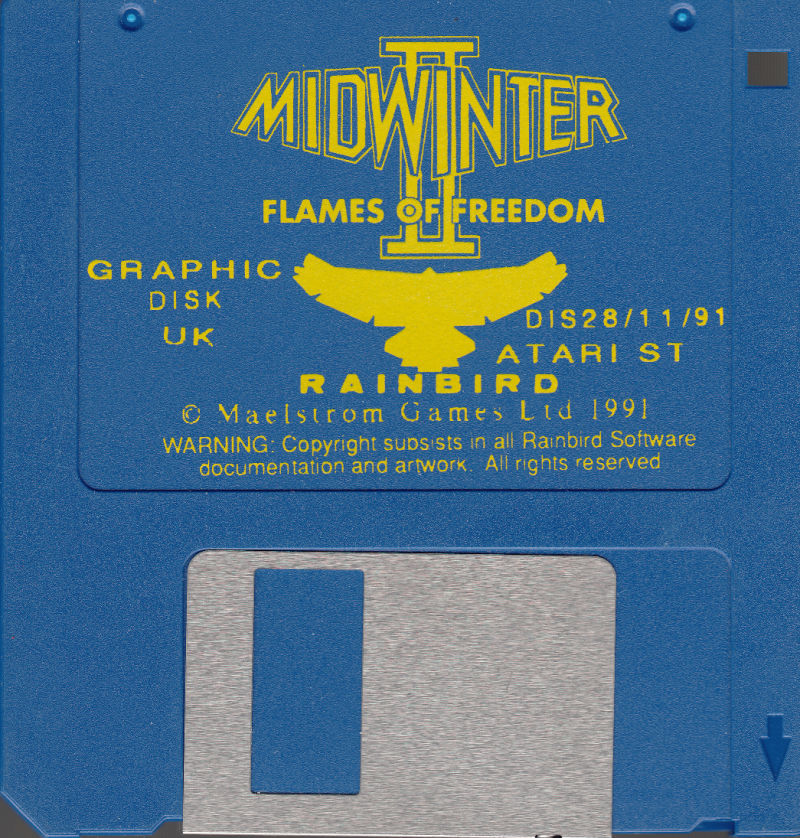 MIDWINTER
II
FLAMES OF FREEDOM
GRAPHIC
DISK
UK
DIS28/11/91
ATARI ST
RAINBIRD
© Maelstrom Games Ltd 1991
WARNING: Copyright subsists in all Rainbird Software
documentation and artwork. All rights reserved